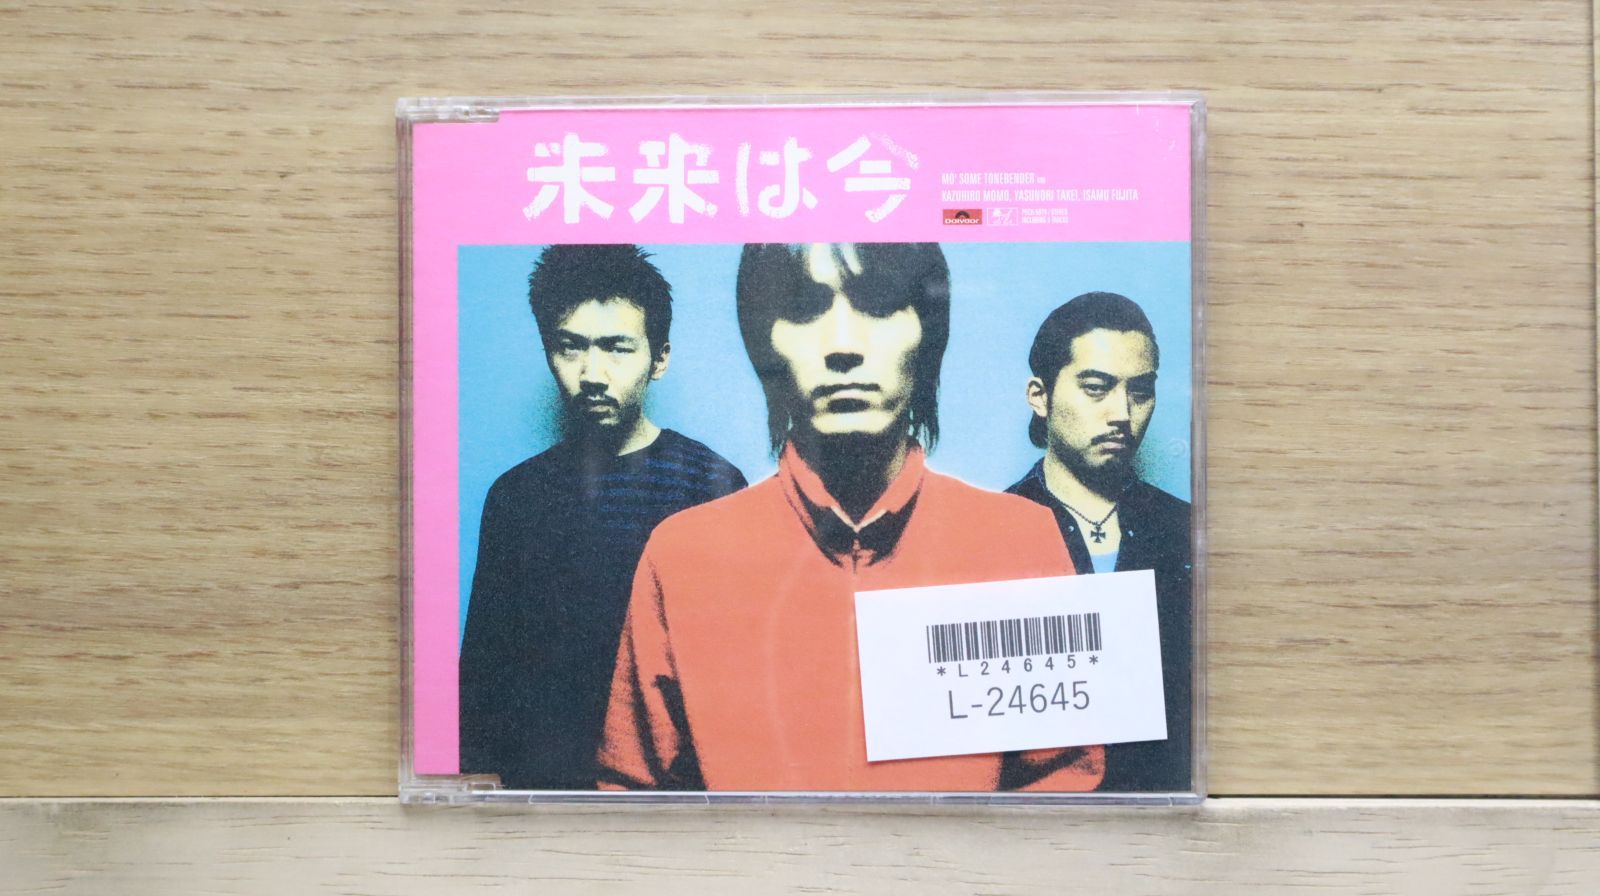 未来は今
MO' SOME TONEBENDER
KAZUHIRO MOMO, YASUNORI TAKEI, ISAMU FUJITA
Polydor
STEREO
INCLUDING 3 TRACKS
*L24645*
L-24645